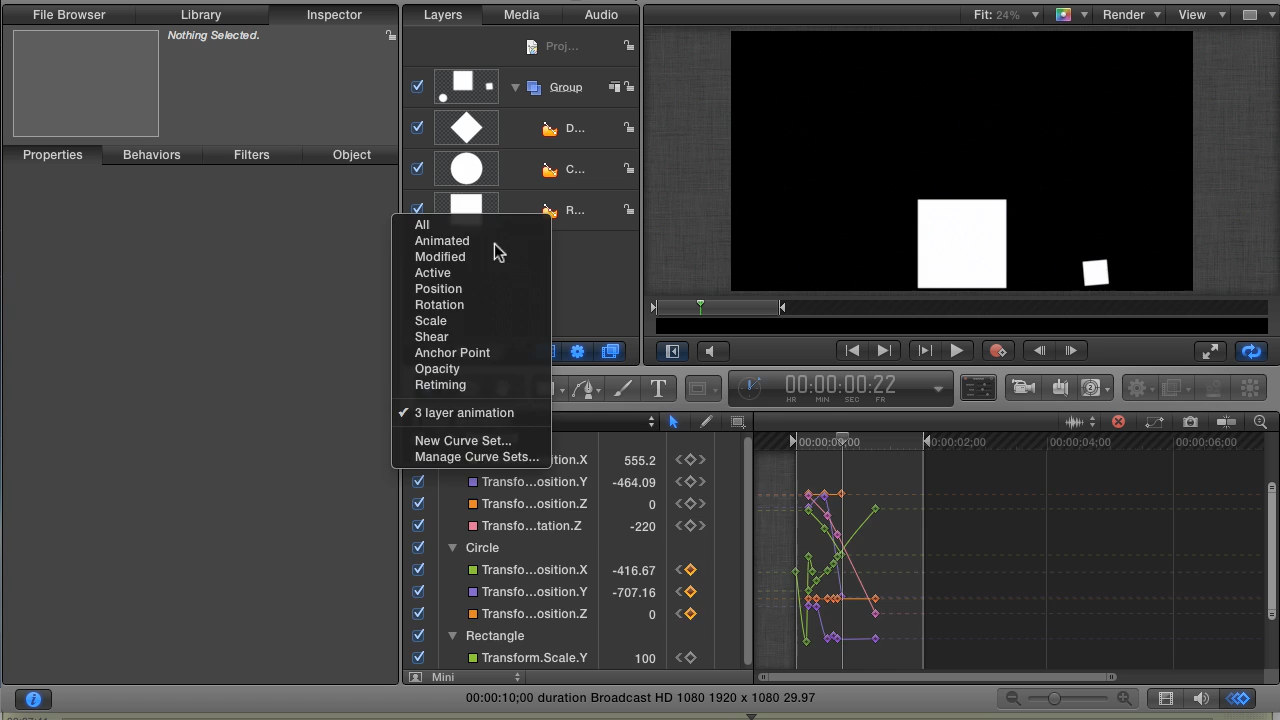 File Browser Library Inspector Layers Media Audio Fit: 24% Render View
Nothing Selected.
Proj...
Group
D...
C...
R...
Properties Behaviors Filters Object
All
Animated
Modified
Active
Position
Rotation
Scale
Shear
Anchor Point
Opacity
Retiming
3 layer animation
New Curve Set...
Manage Curve Sets...
T
00:00:00:22
HR MIN SEC FR
00:00:00;00 0:00:02;00 00:00:04;00 00:00:06;00
ition.X 555.2
Transfo...osition.Y -464.09
Transfo...osition.Z 0
Transfo...tation.Z -220
Circle
Transfo...osition.X -416.67
Transfo...osition.Y -707.16
Transfo...osition.Z 0
Rectangle
Transform.Scale.Y 100
Mini
00:00:10;00 duration Broadcast HD 1080 1920 x 1080 29.97